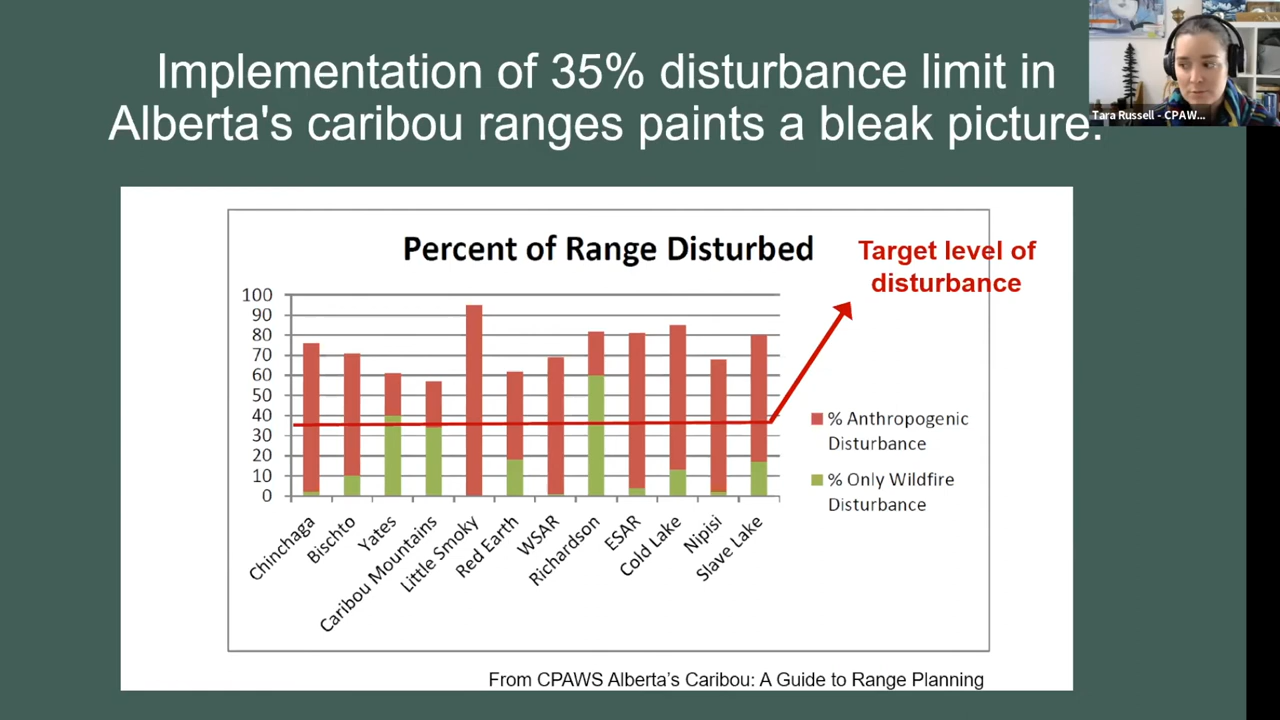 Implementation of 35% disturbance limit in
Alberta's caribou ranges paints a bleak picture.
Tara Russell - CPAW...
Percent of Range Disturbed
Target level of
disturbance
100
90
80
70
60
50
40
30
20
10
0
% Anthropogenic
Disturbance
% Only Wildfire
Disturbance
Chinchaga
Bischto
Yates
Caribou Mountains
Little Smoky
Red Earth
WSAR
Richardson
ESAR
Cold Lake
Nipisi
Slave Lake
From CPAWS Alberta's Caribou: A Guide to Range Planning